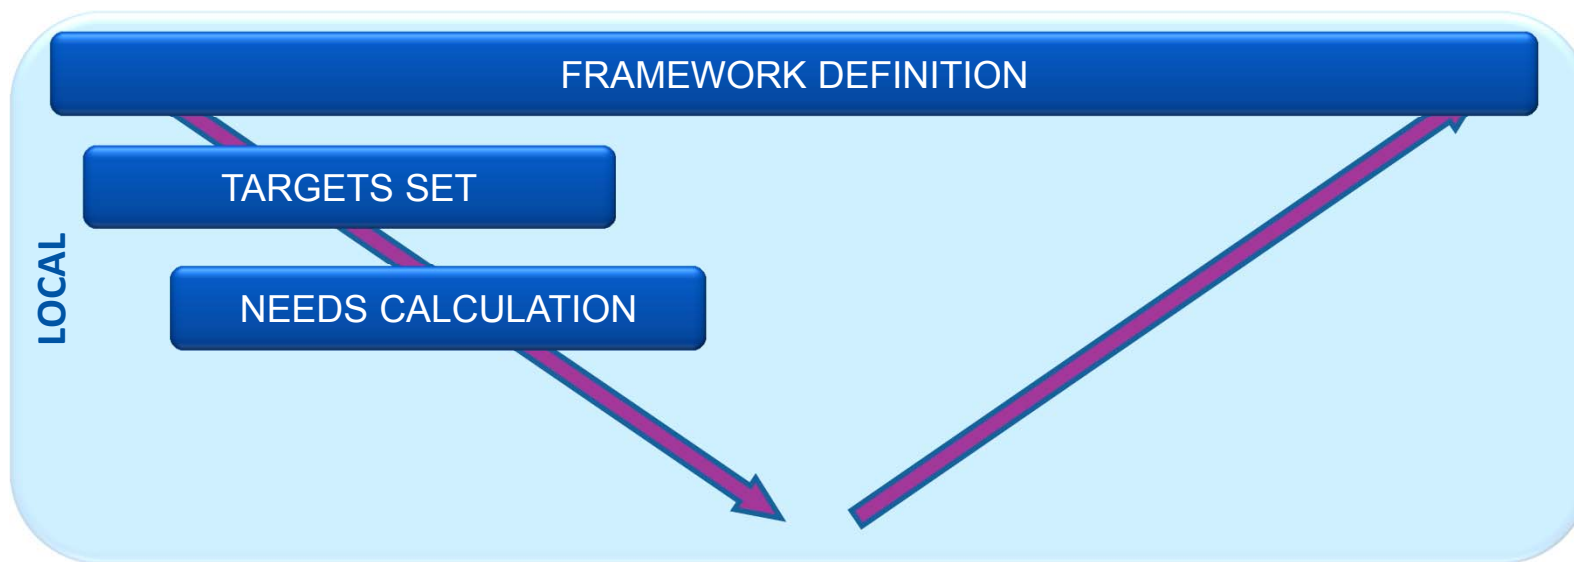 FRAMEWORK DEFINITION
TARGETS SET
LOCAL
NEEDS CALCULATION